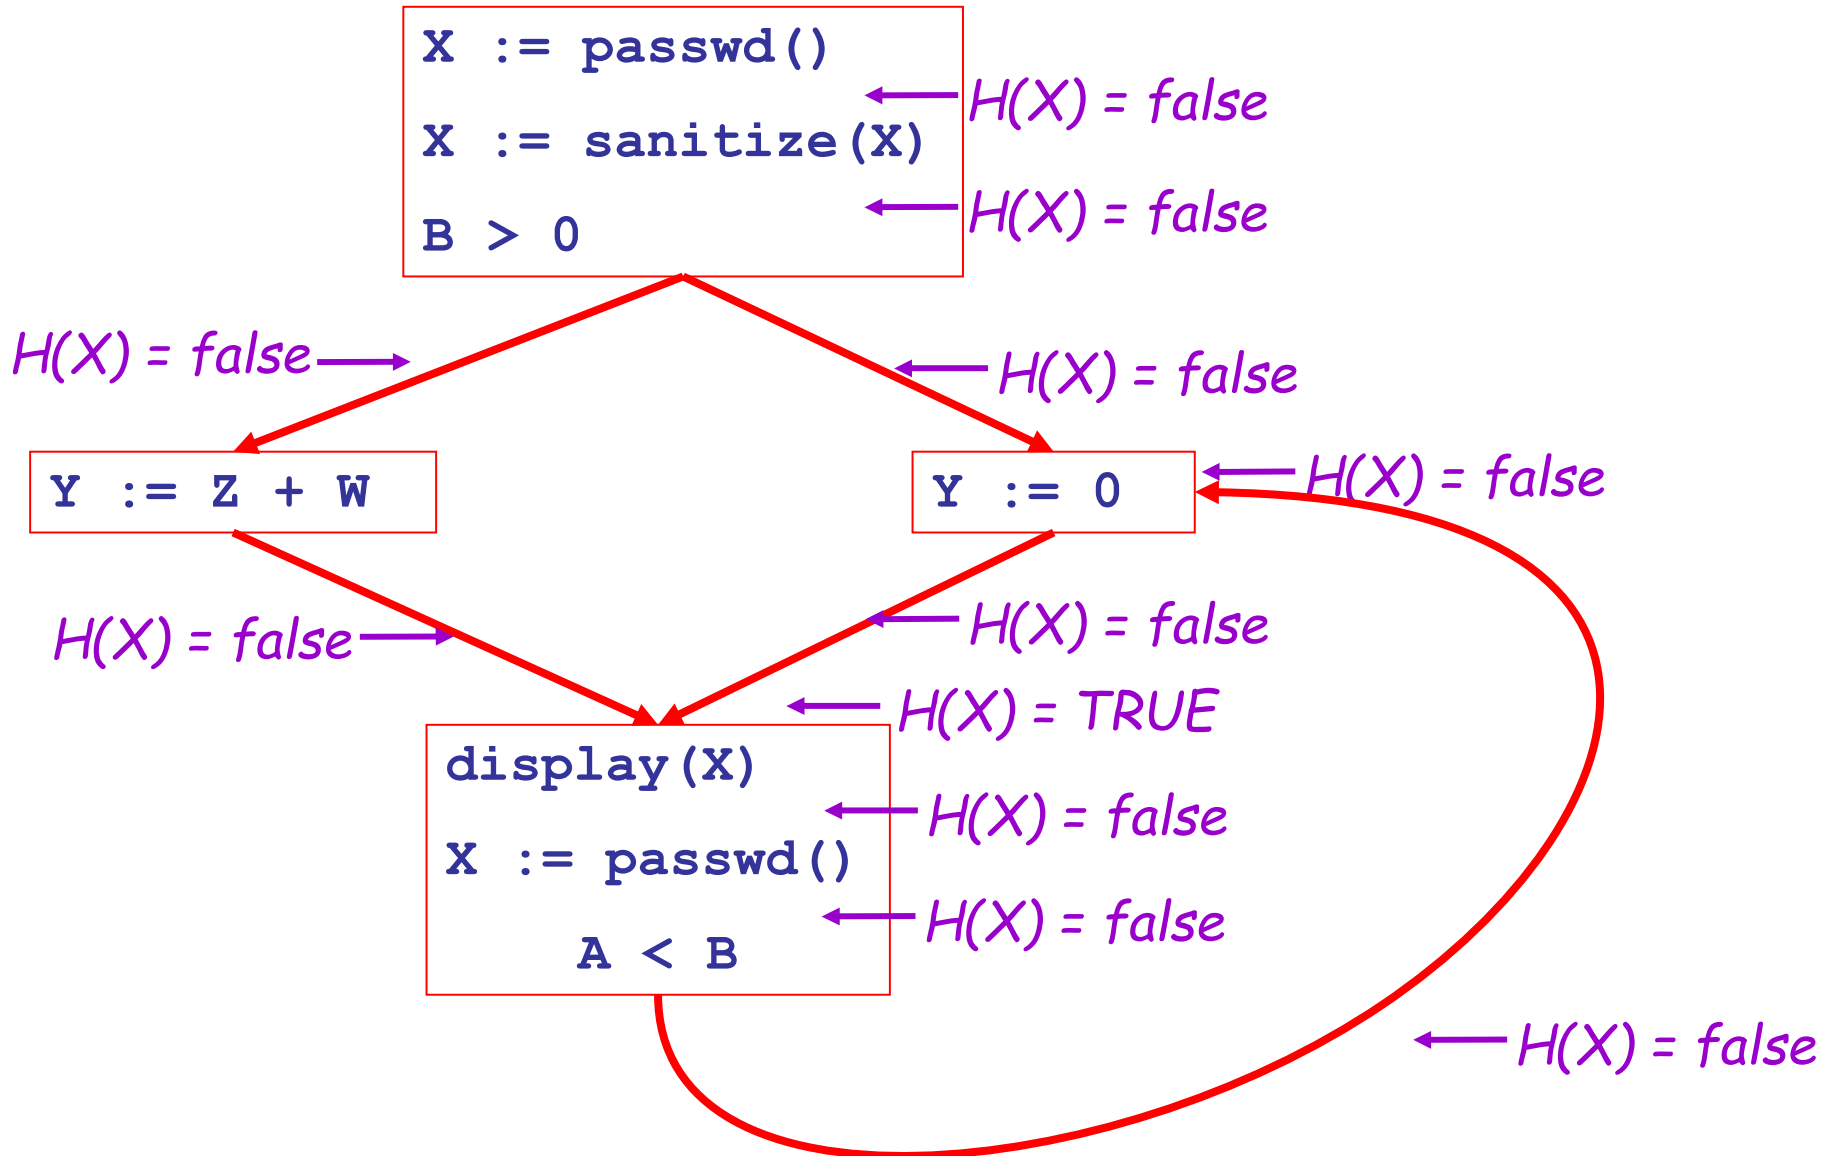 X := passwd()
H(X) = false
X := sanitize(X)
H(X) = false
B > 0
H(X) = false
H(X) = false
H(X) = false
Y := Z + W
Y := 0
H(X) = false
H(X) = false
H(X) = TRUE
display(X)
H(X) = false
X := passwd()
H(X) = false
A < B
H(X) = false